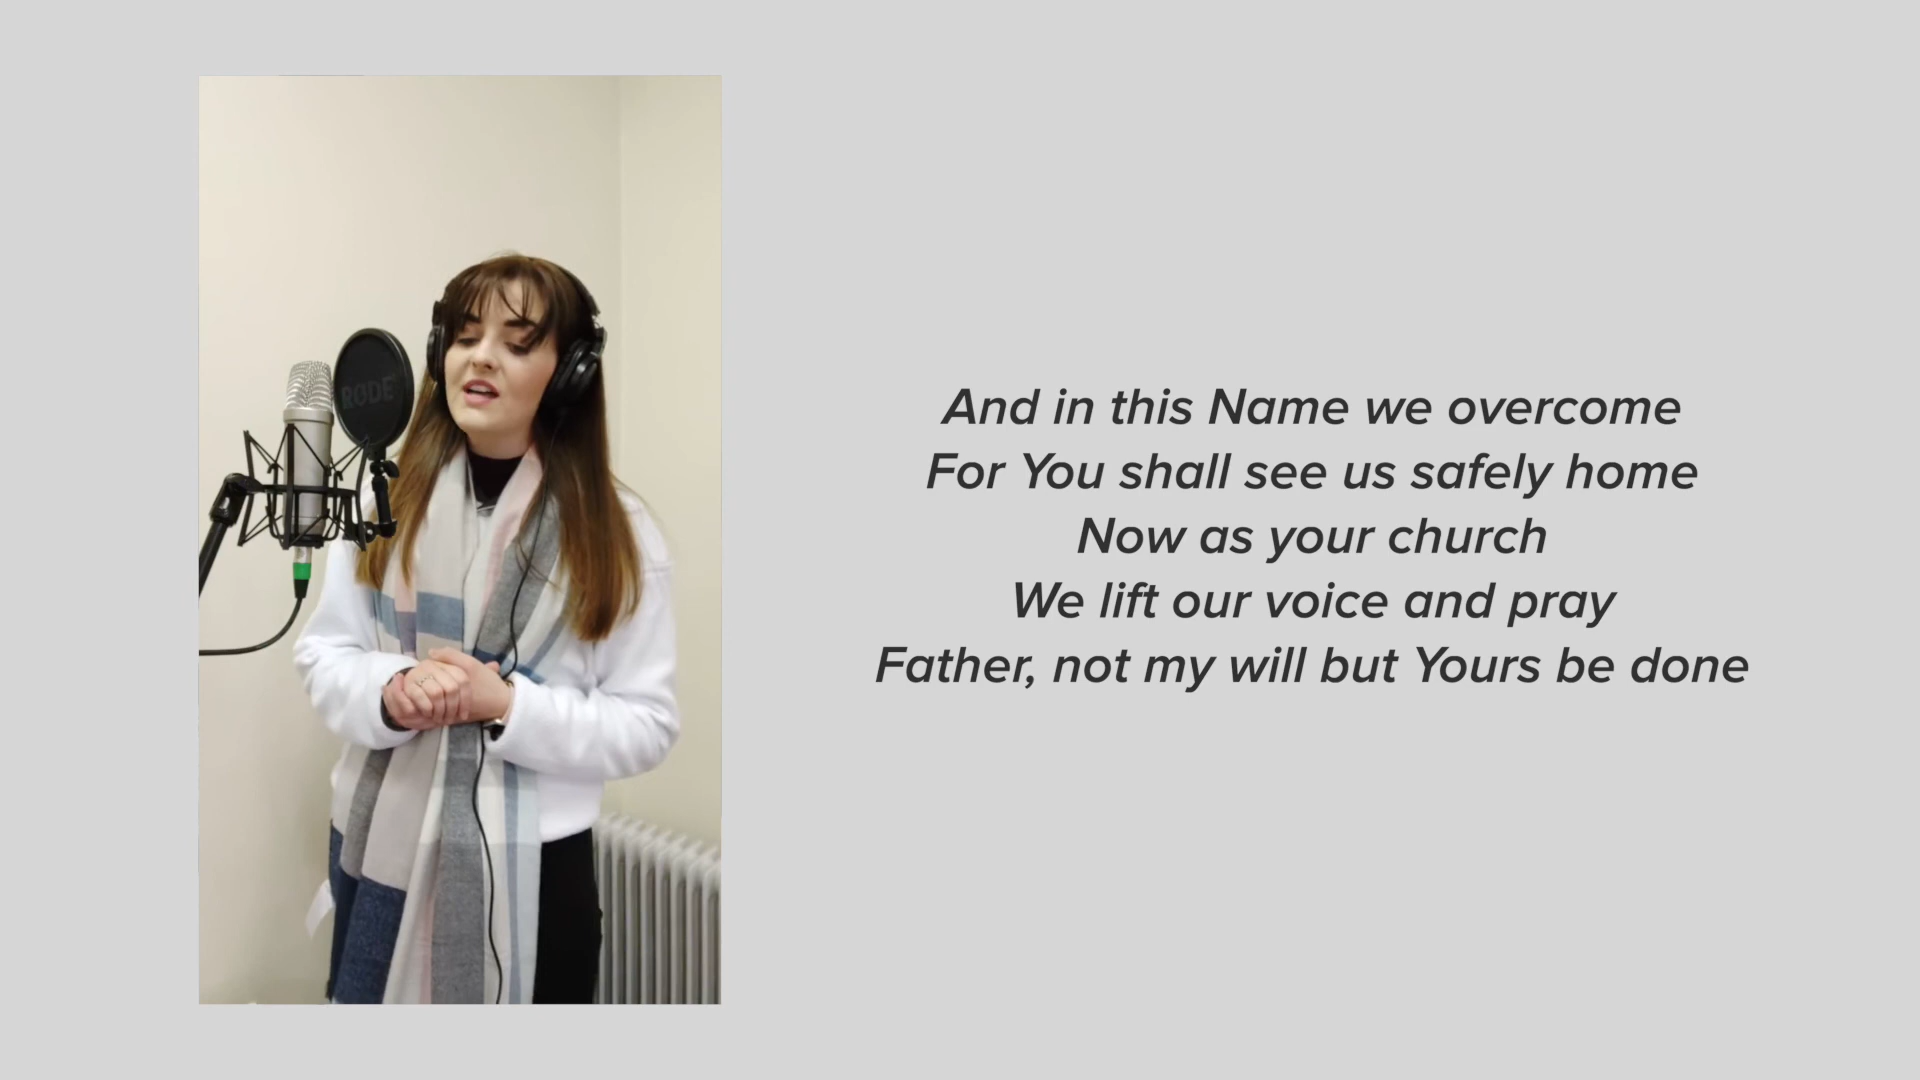 RØDE
And in this Name we overcome
For You shall see us safely home
Now as your church
We lift our voice and pray
Father, not my will but Yours be done